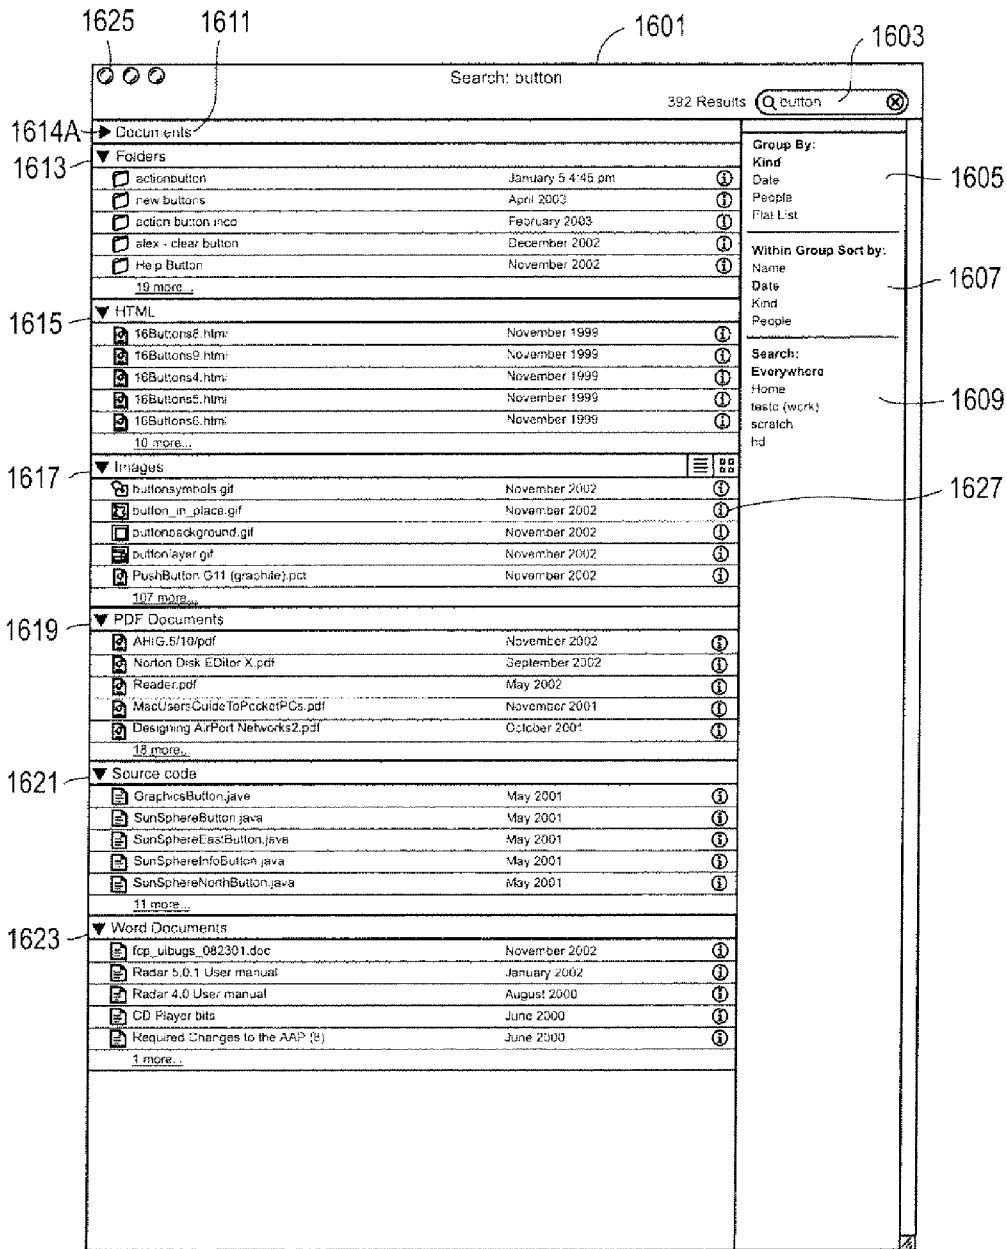 1625 1611 1601 1603
Search: button
392 Results button
1614A Documents
1613 Folders
actionbutton January 5 4:45 pm
new buttons April 2003
action button inco February 2003
alex - clear button December 2002
Help Button November 2002
19 more...
1615 HTML
16Buttons8.html November 1999
16Buttons9.html November 1999
16Buttons4.html November 1999
16Buttons5.html November 1999
16Buttons6.html November 1999
10 more...
1617 Images
buttonsymbols.gif November 2002
button_in_place.gif November 2002
buttonbackground.gif November 2002
buttonlayer.gif November 2002
PushButton G11 (graphite).pct November 2002
107 more...
1619 PDF Documents
AHIG.5/10/pdf November 2002
Norton Disk EDitor X.pdf September 2002
Reader.pdf May 2002
MacUsersGuideToPocketPCs.pdf November 2001
Designing AirPort Networks2.pdf October 2001
18 more...
1621 Source code
GraphicsButton.jave May 2001
SunSphereButton.java May 2001
SunSphereEastButton.java May 2001
SunSphereInfoButton.java May 2001
SunSphereNorthButton.java May 2001
11 more...
1623 Word Documents
fcp_uibugs_082301.doc November 2002
Radar 5.0.1 User manual January 2002
Radar 4.0 User manual August 2000
CD Player bits June 2000
Required Changes to the AAP (8) June 2000
1 more...
Group By:
Kind
Date 1605
People
Flat List
Within Group Sort by:
Name
Date 1607
Kind
People
Search:
Everywhere
Home
testc (work) 1609
scratch
hd
1627